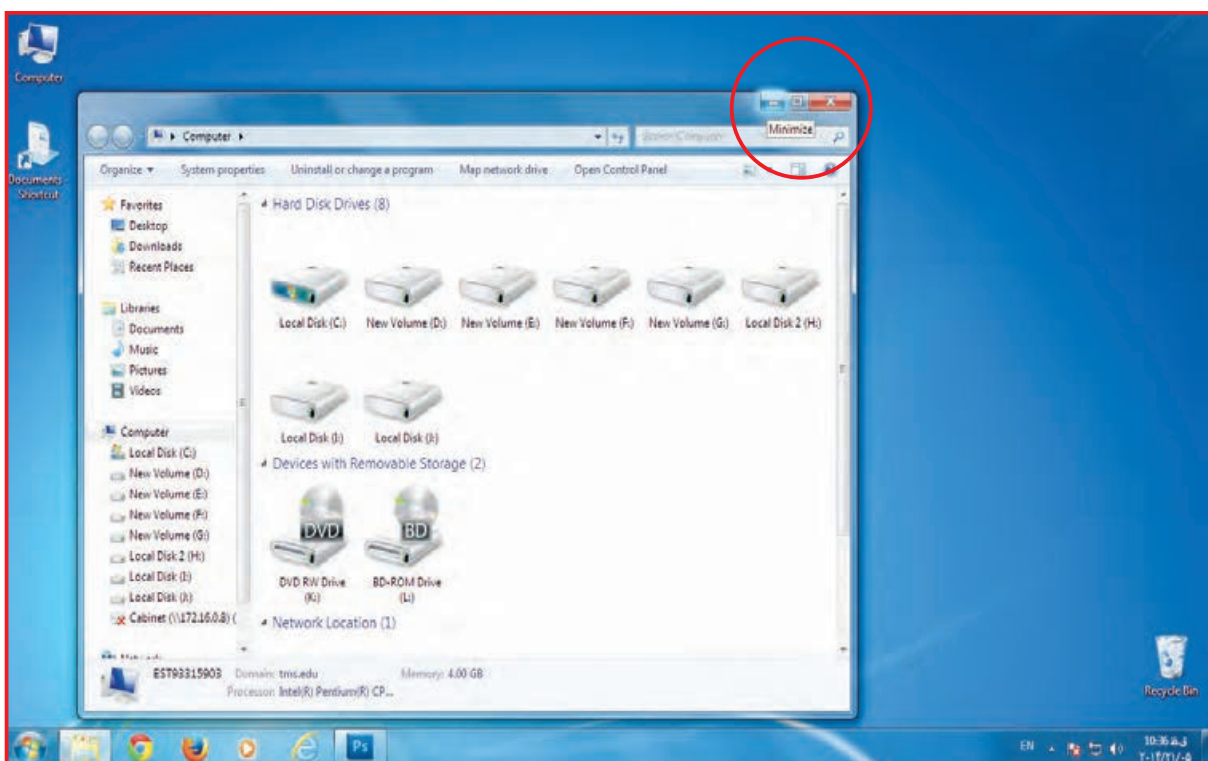 Computer
Documents - Shortcut
Computer
Search Computer
Minimize
Organize
System properties
Uninstall or change a program
Map network drive
Open Control Panel
Favorites
Desktop
Downloads
Recent Places
Libraries
Documents
Music
Pictures
Videos
Computer
Local Disk (C:)
New Volume (D:)
New Volume (E:)
New Volume (F:)
New Volume (G:)
Local Disk 2 (H:)
Local Disk (I:)
Local Disk (J:)
Cabinet (\\172.16.0.8) (
Hard Disk Drives (8)
Local Disk (C:)
New Volume (D:)
New Volume (E:)
New Volume (F:)
New Volume (G:)
Local Disk 2 (H:)
Local Disk (I:)
Local Disk (J:)
Devices with Removable Storage (2)
DVD
BD
DVD RW Drive
(K:)
BD-ROM Drive
(L:)
Network Location (1)
EST93315903
Domain: tms.edu
Memory: 4.00 GB
Processor: Intel(R) Pentium(R) CP...
Recycle Bin
Ps
EN
10:36